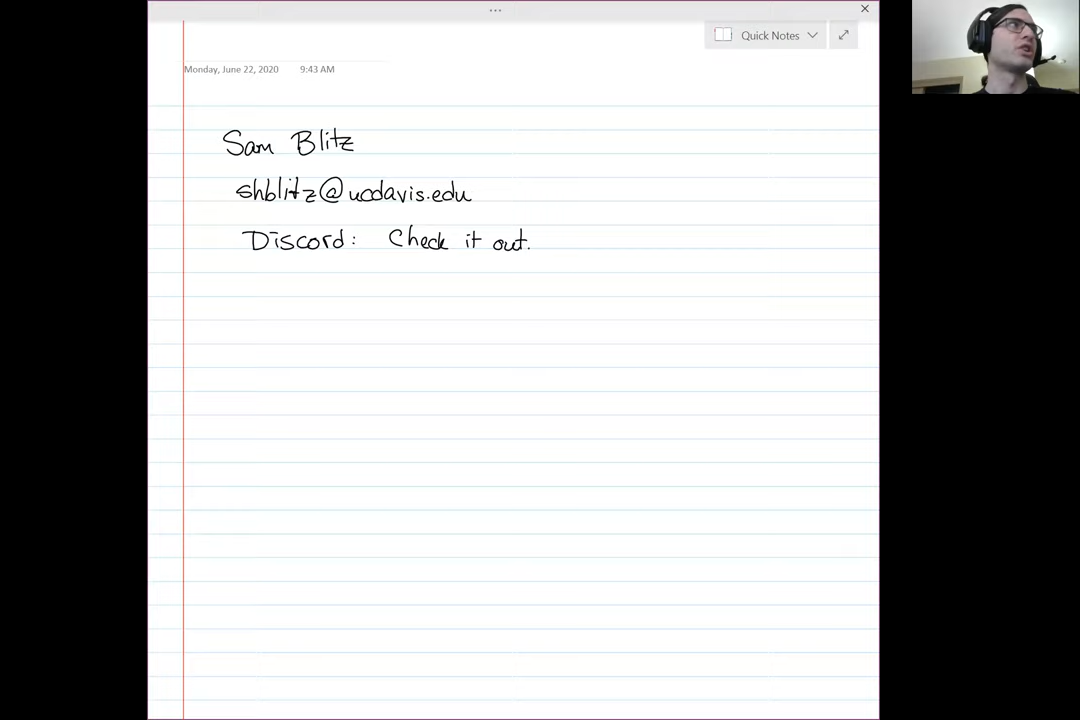 Quick Notes
Monday, June 22, 2020 9:43 AM
Sam Blitz
shblitz@ucdavis.edu
Discord: Check it out.